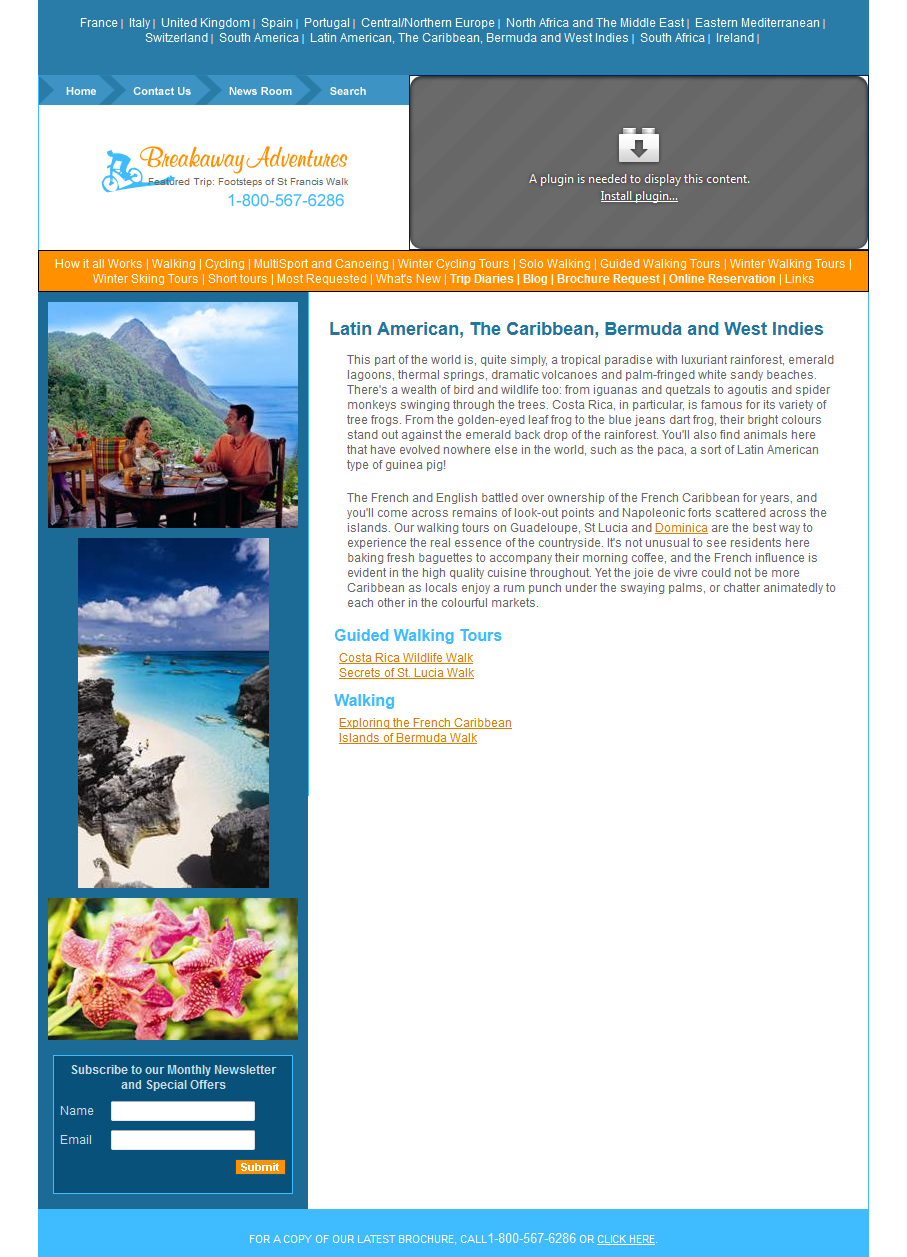 France | Italy | United Kingdom | Spain | Portugal | Central/Northern Europe | North Africa and The Middle East | Eastern Mediterranean |
Switzerland | South America | Latin American, The Caribbean, Bermuda and West Indies | South Africa | Ireland |
Home Contact Us News Room Search
Breakaway Adventures
Featured Trip: Footsteps of St Francis Walk
1-800-567-6286
A plugin is needed to display this content.
Install plugin...
How it all Works | Walking | Cycling | MultiSport and Canoeing | Winter Cycling Tours | Solo Walking | Guided Walking Tours | Winter Walking Tours |
Winter Skiing Tours | Short tours | Most Requested | What's New | Trip Diaries | Blog | Brochure Request | Online Reservation | Links
Latin American, The Caribbean, Bermuda and West Indies
This part of the world is, quite simply, a tropical paradise with luxuriant rainforest, emerald
lagoons, thermal springs, dramatic volcanoes and palm-fringed white sandy beaches.
There's a wealth of bird and wildlife too: from iguanas and quetzals to agoutis and spider
monkeys swinging through the trees. Costa Rica, in particular, is famous for its variety of
tree frogs. From the golden-eyed leaf frog to the blue jeans dart frog, their bright colours
stand out against the emerald back drop of the rainforest. You'll also find animals here
that have evolved nowhere else in the world, such as the paca, a sort of Latin American
type of guinea pig!
The French and English battled over ownership of the French Caribbean for years, and
you'll come across remains of look-out points and Napoleonic forts scattered across the
islands. Our walking tours on Guadeloupe, St Lucia and Dominica are the best way to
experience the real essence of the countryside. It's not unusual to see residents here
baking fresh baguettes to accompany their morning coffee, and the French influence is
evident in the high quality cuisine throughout. Yet the joie de vivre could not be more
Caribbean as locals enjoy a rum punch under the swaying palms, or chatter animatedly to
each other in the colourful markets.
Guided Walking Tours
Costa Rica Wildlife Walk
Secrets of St. Lucia Walk
Walking
Exploring the French Caribbean
Islands of Bermuda Walk
Subscribe to our Monthly Newsletter
and Special Offers
Name
Email
Submit
FOR A COPY OF OUR LATEST BROCHURE, CALL1-800-567-6286 OR CLICK HERE.